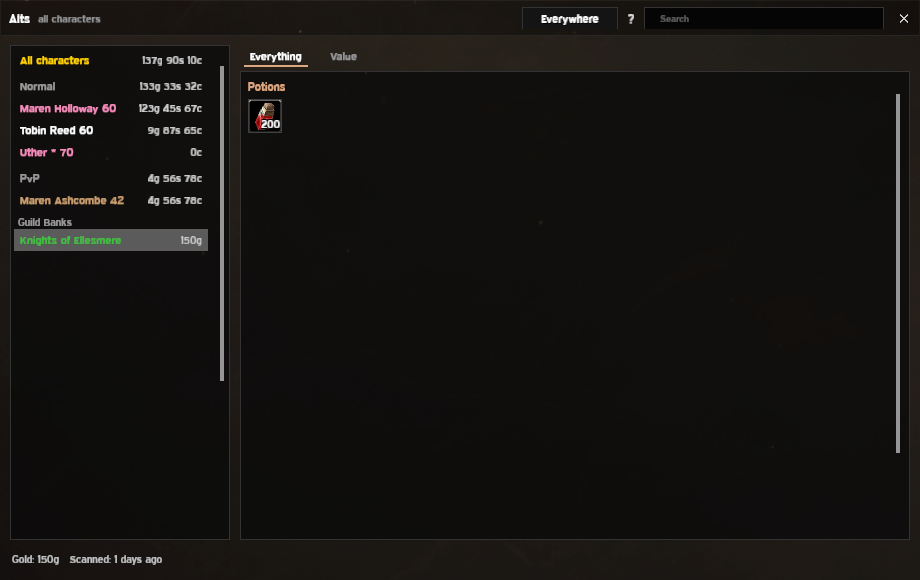 Alts all characters Everywhere ? Search ×
All characters 137g 90s 10c
Normal 133g 33s 32c
Maren Holloway 60 123g 45s 67c
Tobin Reed 60 9g 87s 65c
Uther * 70 0c
PvP 4g 56s 78c
Maren Ashcombe 42 4g 56s 78c
Guild Banks
Knights of Ellesmere 150g
Everything Value
Potions
200
Gold: 150g Scanned: 1 days ago